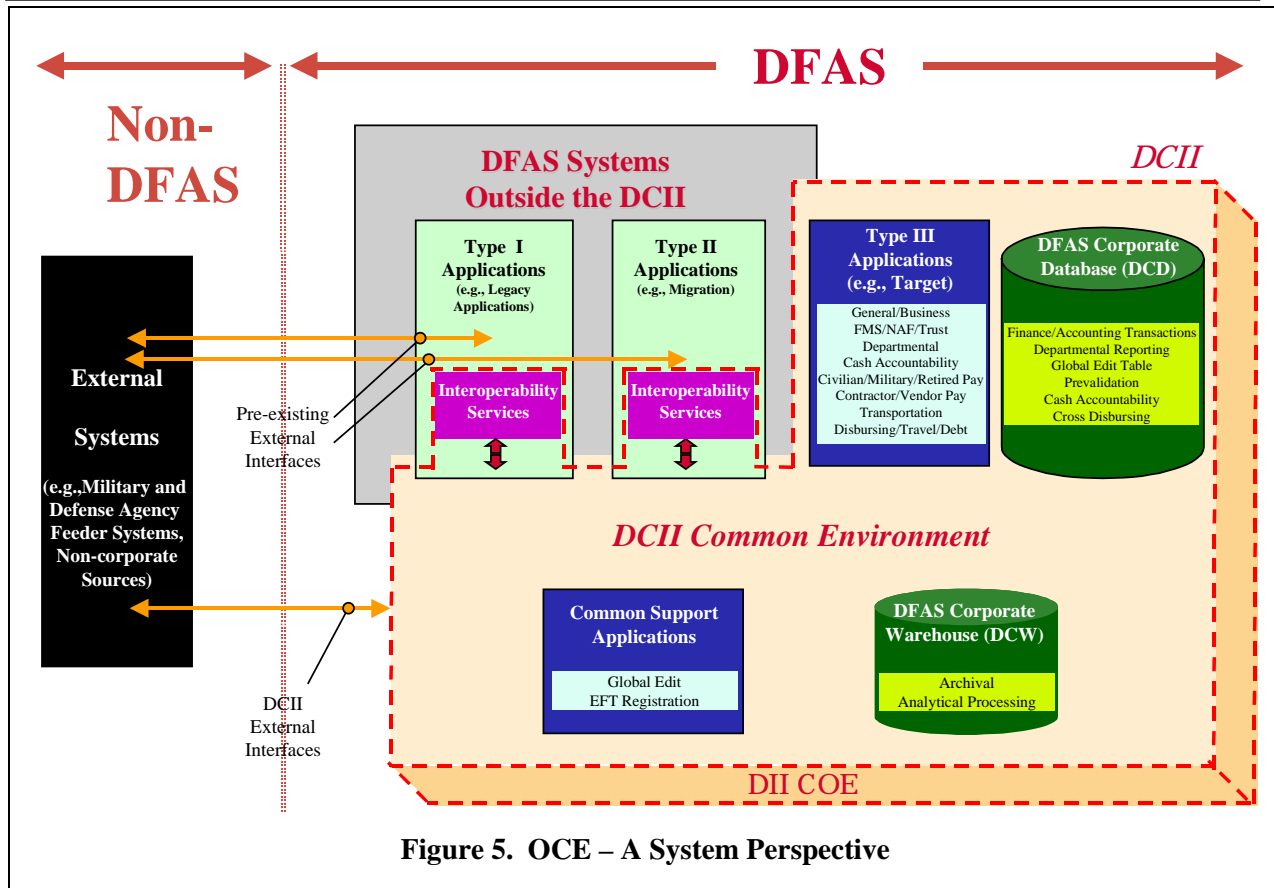 DFAS
Non-
DFAS
DCII
DFAS Systems
Outside the DCII
Type I
Applications
(e.g., Legacy
Applications)
Type II
Applications
(e.g., Migration)
Type III
Applications
(e.g., Target)
General/Business
FMS/NAF/Trust
Departmental
Cash Accountability
Civilian/Military/Retired Pay
Contractor/Vendor Pay
Transportation
Disbursing/Travel/Debt
DFAS Corporate
Database (DCD)
Finance/Accounting Transactions
Departmental Reporting
Global Edit Table
Prevalidation
Cash Accountability
Cross Disbursing
External
Systems
(e.g.,Military and
Defense Agency
Feeder Systems,
Non-corporate
Sources)
Pre-existing
External
Interfaces
Interoperability
Services
Interoperability
Services
DCII Common Environment
Common Support
Applications
Global Edit
EFT Registration
DFAS Corporate
Warehouse (DCW)
Archival
Analytical Processing
DCII
External
Interfaces
DII COE
Figure 5. OCE – A System Perspective